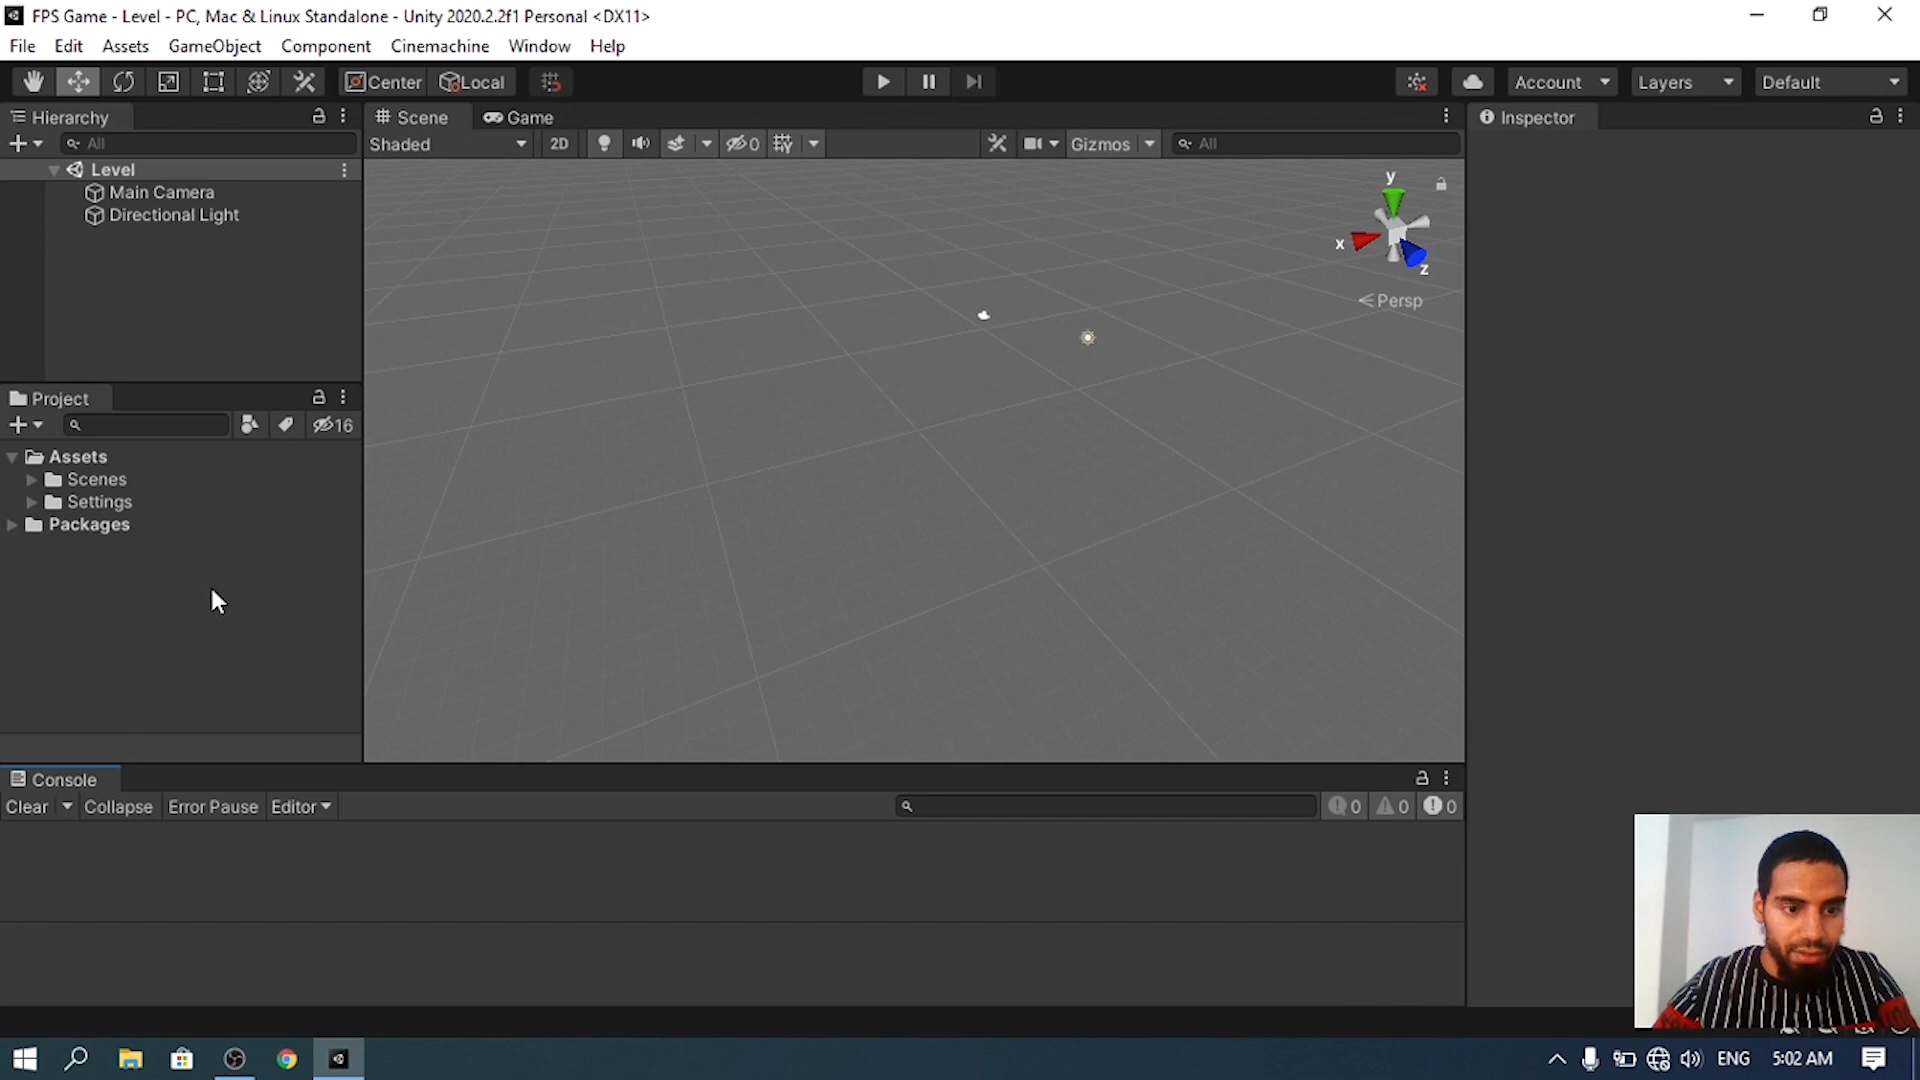 FPS Game - Level - PC, Mac & Linux Standalone - Unity 2020.2.2f1 Personal <DX11>
File Edit Assets GameObject Component Cinemachine Window Help
Center Local Account Layers Default
Hierarchy Scene Game Inspector
All Shaded 2D 0 Gizmos All
Level
Main Camera
Directional Light
y
x
z
Persp
Project
16
Assets
Scenes
Settings
Packages
Console
Clear Collapse Error Pause Editor 0 0 0
ENG 5:02 AM